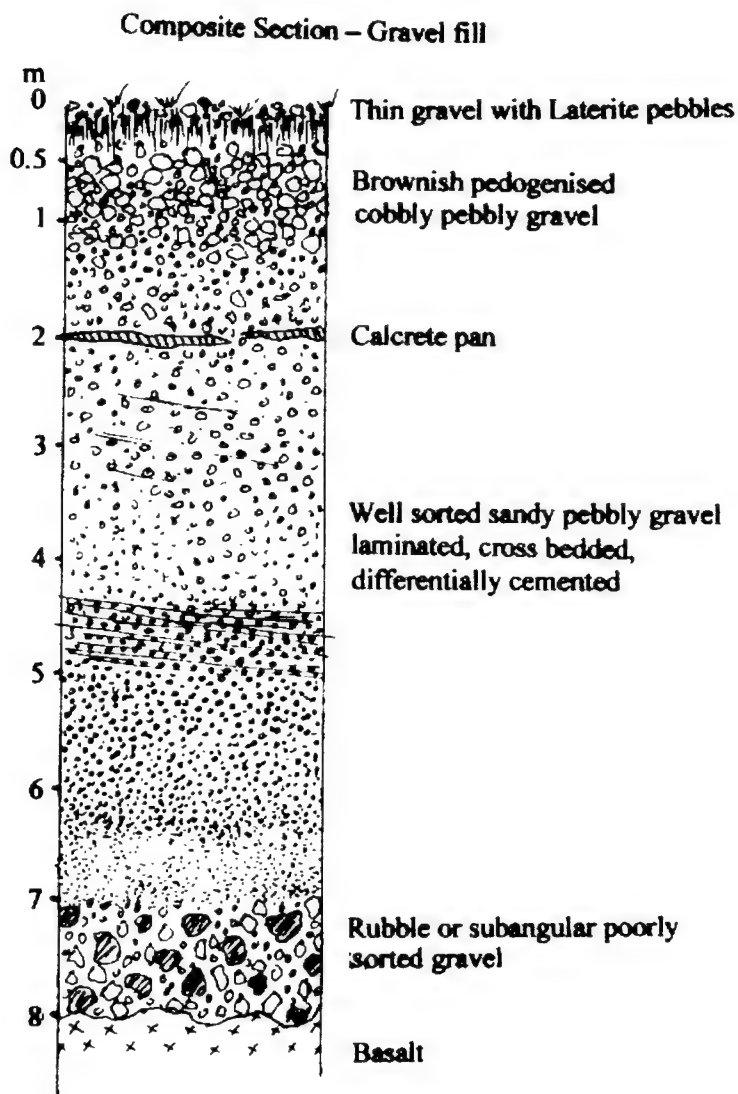 Composite Section – Gravel fill
m
0
Thin gravel with Laterite pebbles
0.5
Brownish pedogenised
cobbly pebbly gravel
1
2
Calcrete pan
3
Well sorted sandy pebbly gravel
laminated, cross bedded,
differentially cemented
4
5
6
7
Rubble or subangular poorly
sorted gravel
8
Basalt